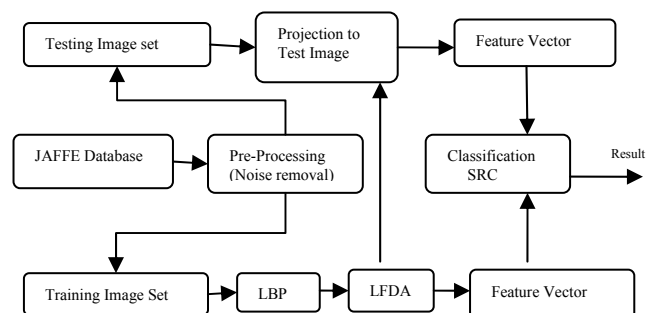 Testing Image set
Projection to
Test Image
Feature Vector
JAFFE Database
Pre-Processing
(Noise removal)
Classification
SRC
Result
Training Image Set
LBP
LFDA
Feature Vector